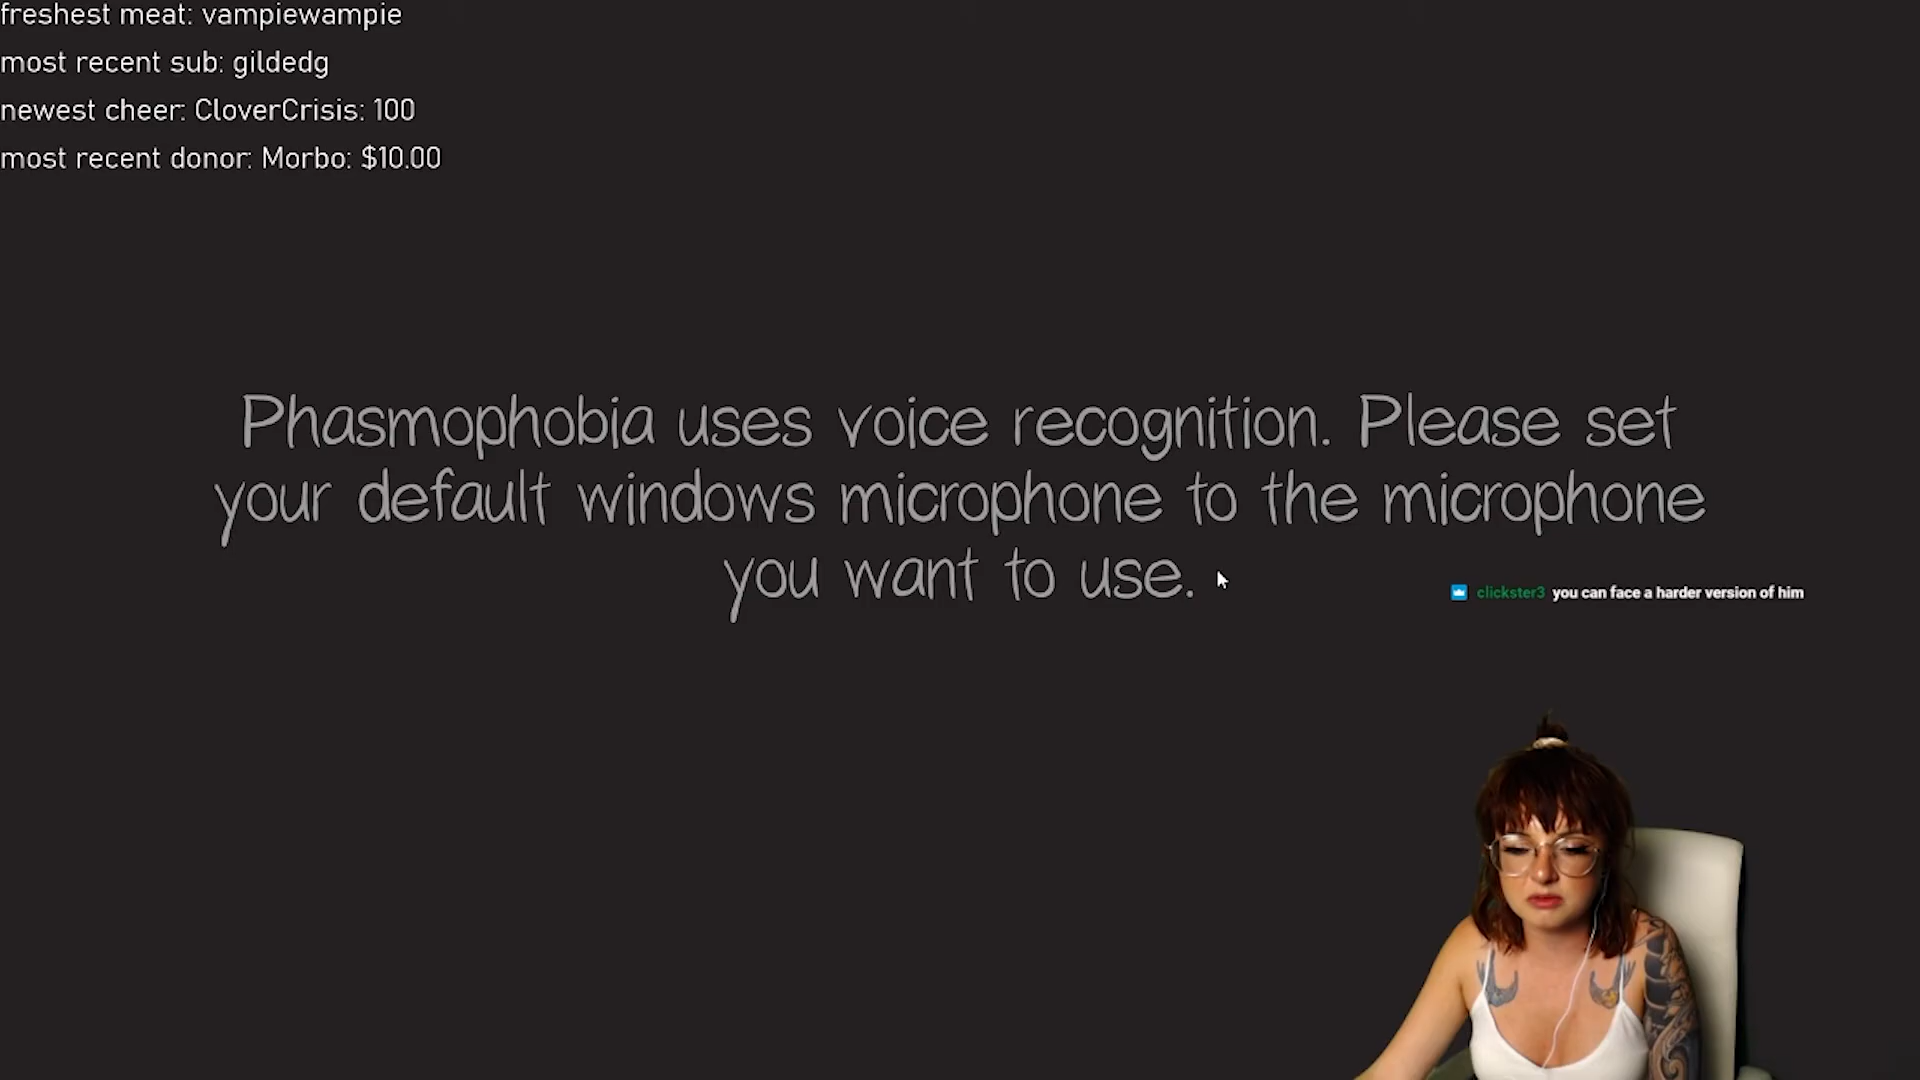 freshest meat: vampiewampie
most recent sub: gildedg
newest cheer: CloverCrisis: 100
most recent donor: Morbo: $10.00
Phasmophobia uses voice recognition. Please set
your default windows microphone to the microphone
you want to use.
clickster3 you can face a harder version of him